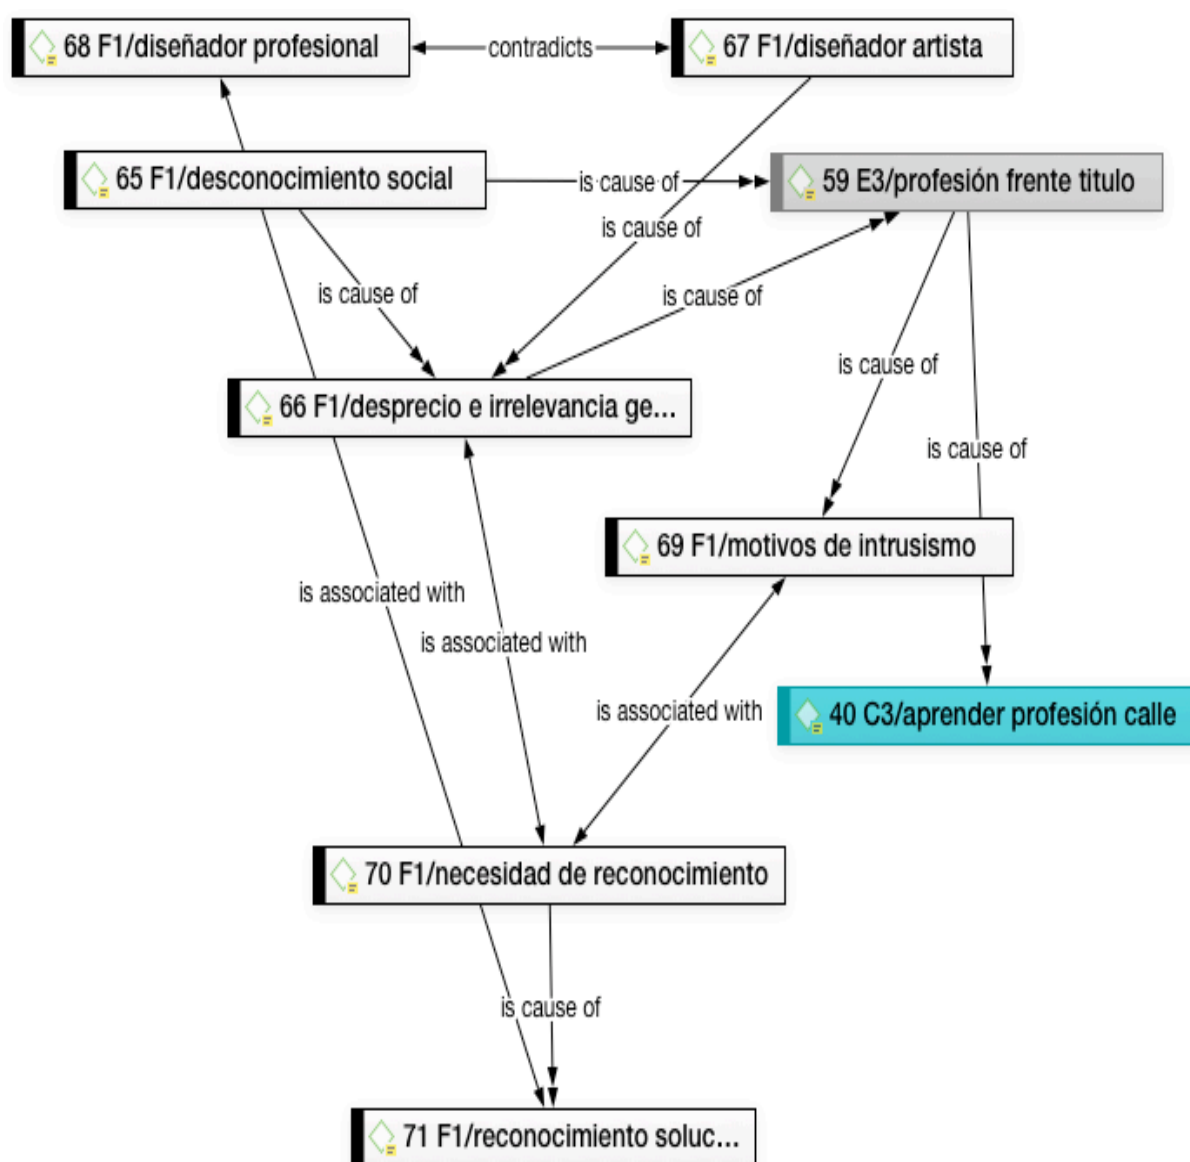 68 F1/diseñador profesional
contradicts
67 F1/diseñador artista
65 F1/desconocimiento social
is cause of
59 E3/profesión frente titulo
is cause of
is cause of
is cause of
is cause of
66 F1/desprecio e irrelevancia ge...
is cause of
69 F1/motivos de intrusismo
is associated with
is associated with
is associated with
40 C3/aprender profesión calle
70 F1/necesidad de reconocimiento
is cause of
71 F1/reconocimiento soluc...